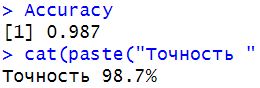 > Accuracy
[1] 0.987
> cat(paste("Точность "
Точность 98.7%